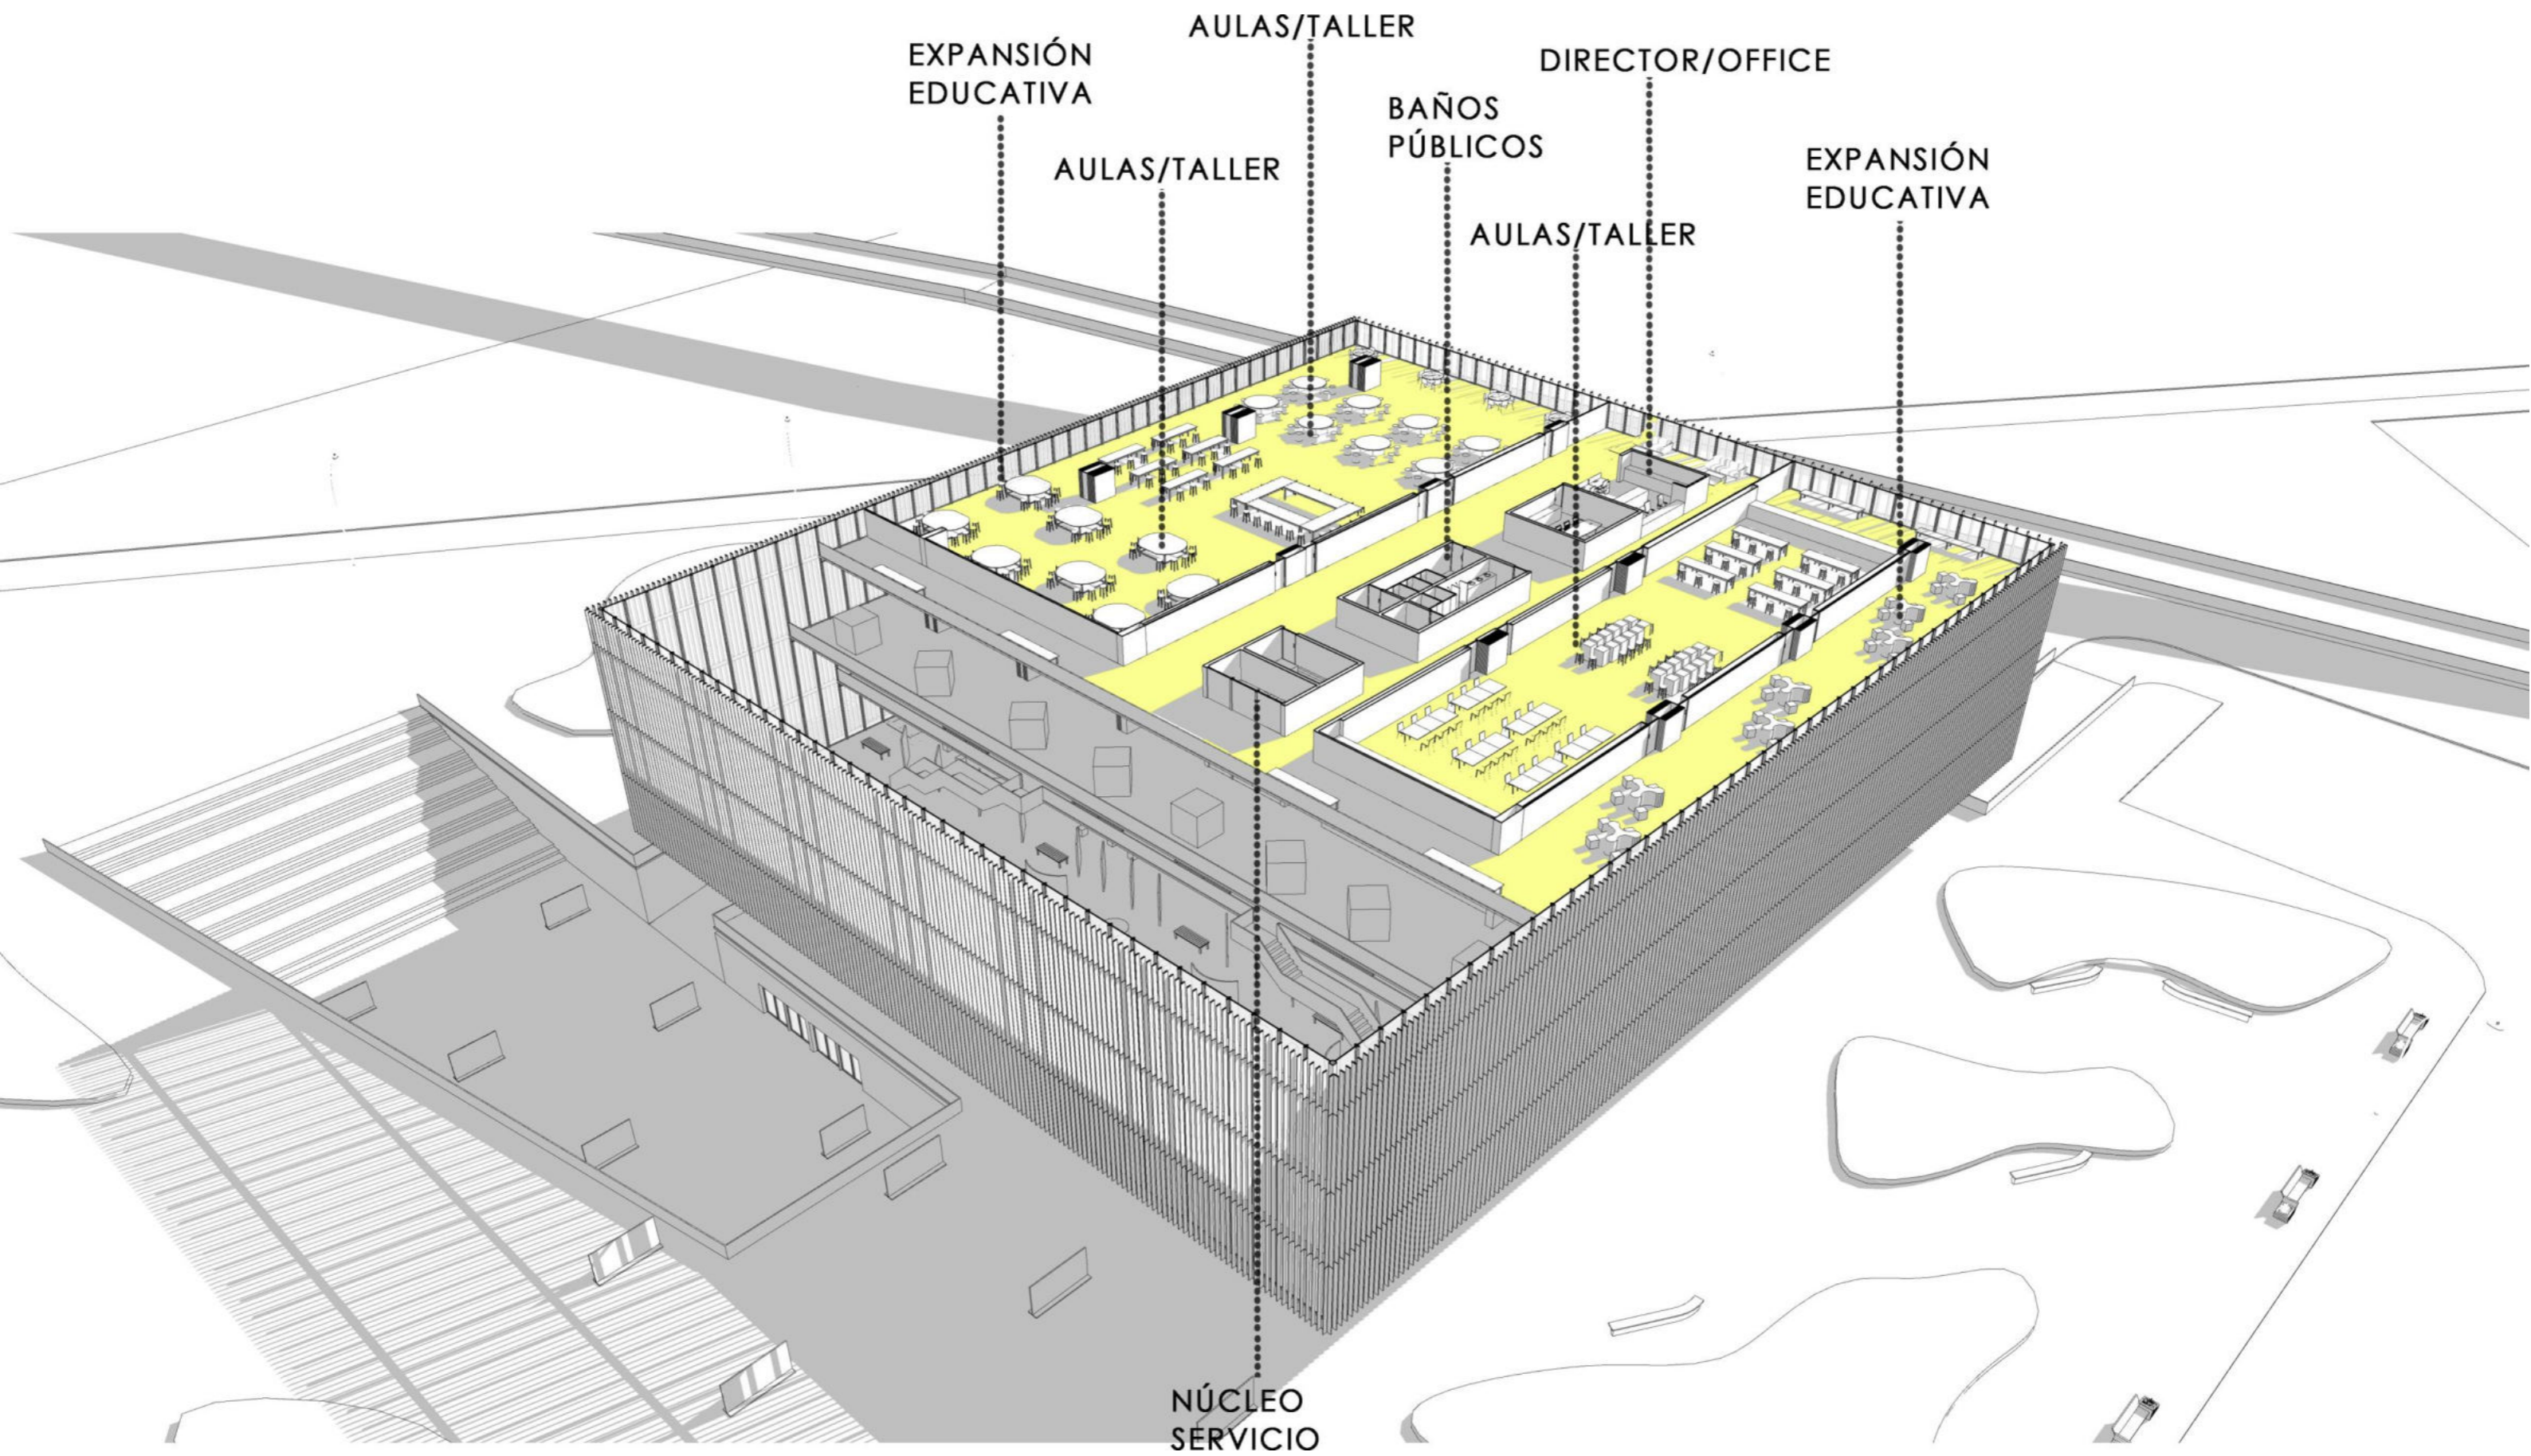 AULAS/TALLER
EXPANSIÓN
EDUCATIVA
DIRECTOR/OFFICE
BAÑOS
PÚBLICOS
AULAS/TALLER
EXPANSIÓN
EDUCATIVA
AULAS/TALLER
NÚCLEO
SERVICIO